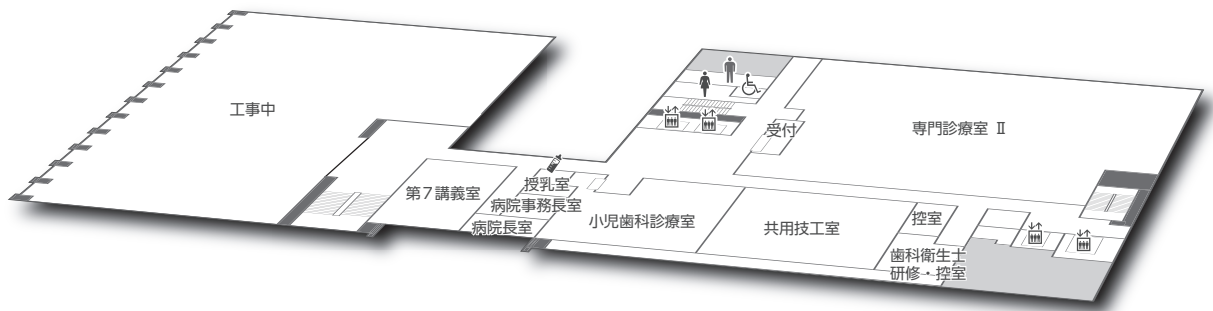 工事中
受付
専門診療室 Ⅱ
第7講義室
授乳室
病院事務長室
病院長室
小児歯科診療室
共用技工室
控室
歯科衛生士
研修・控室